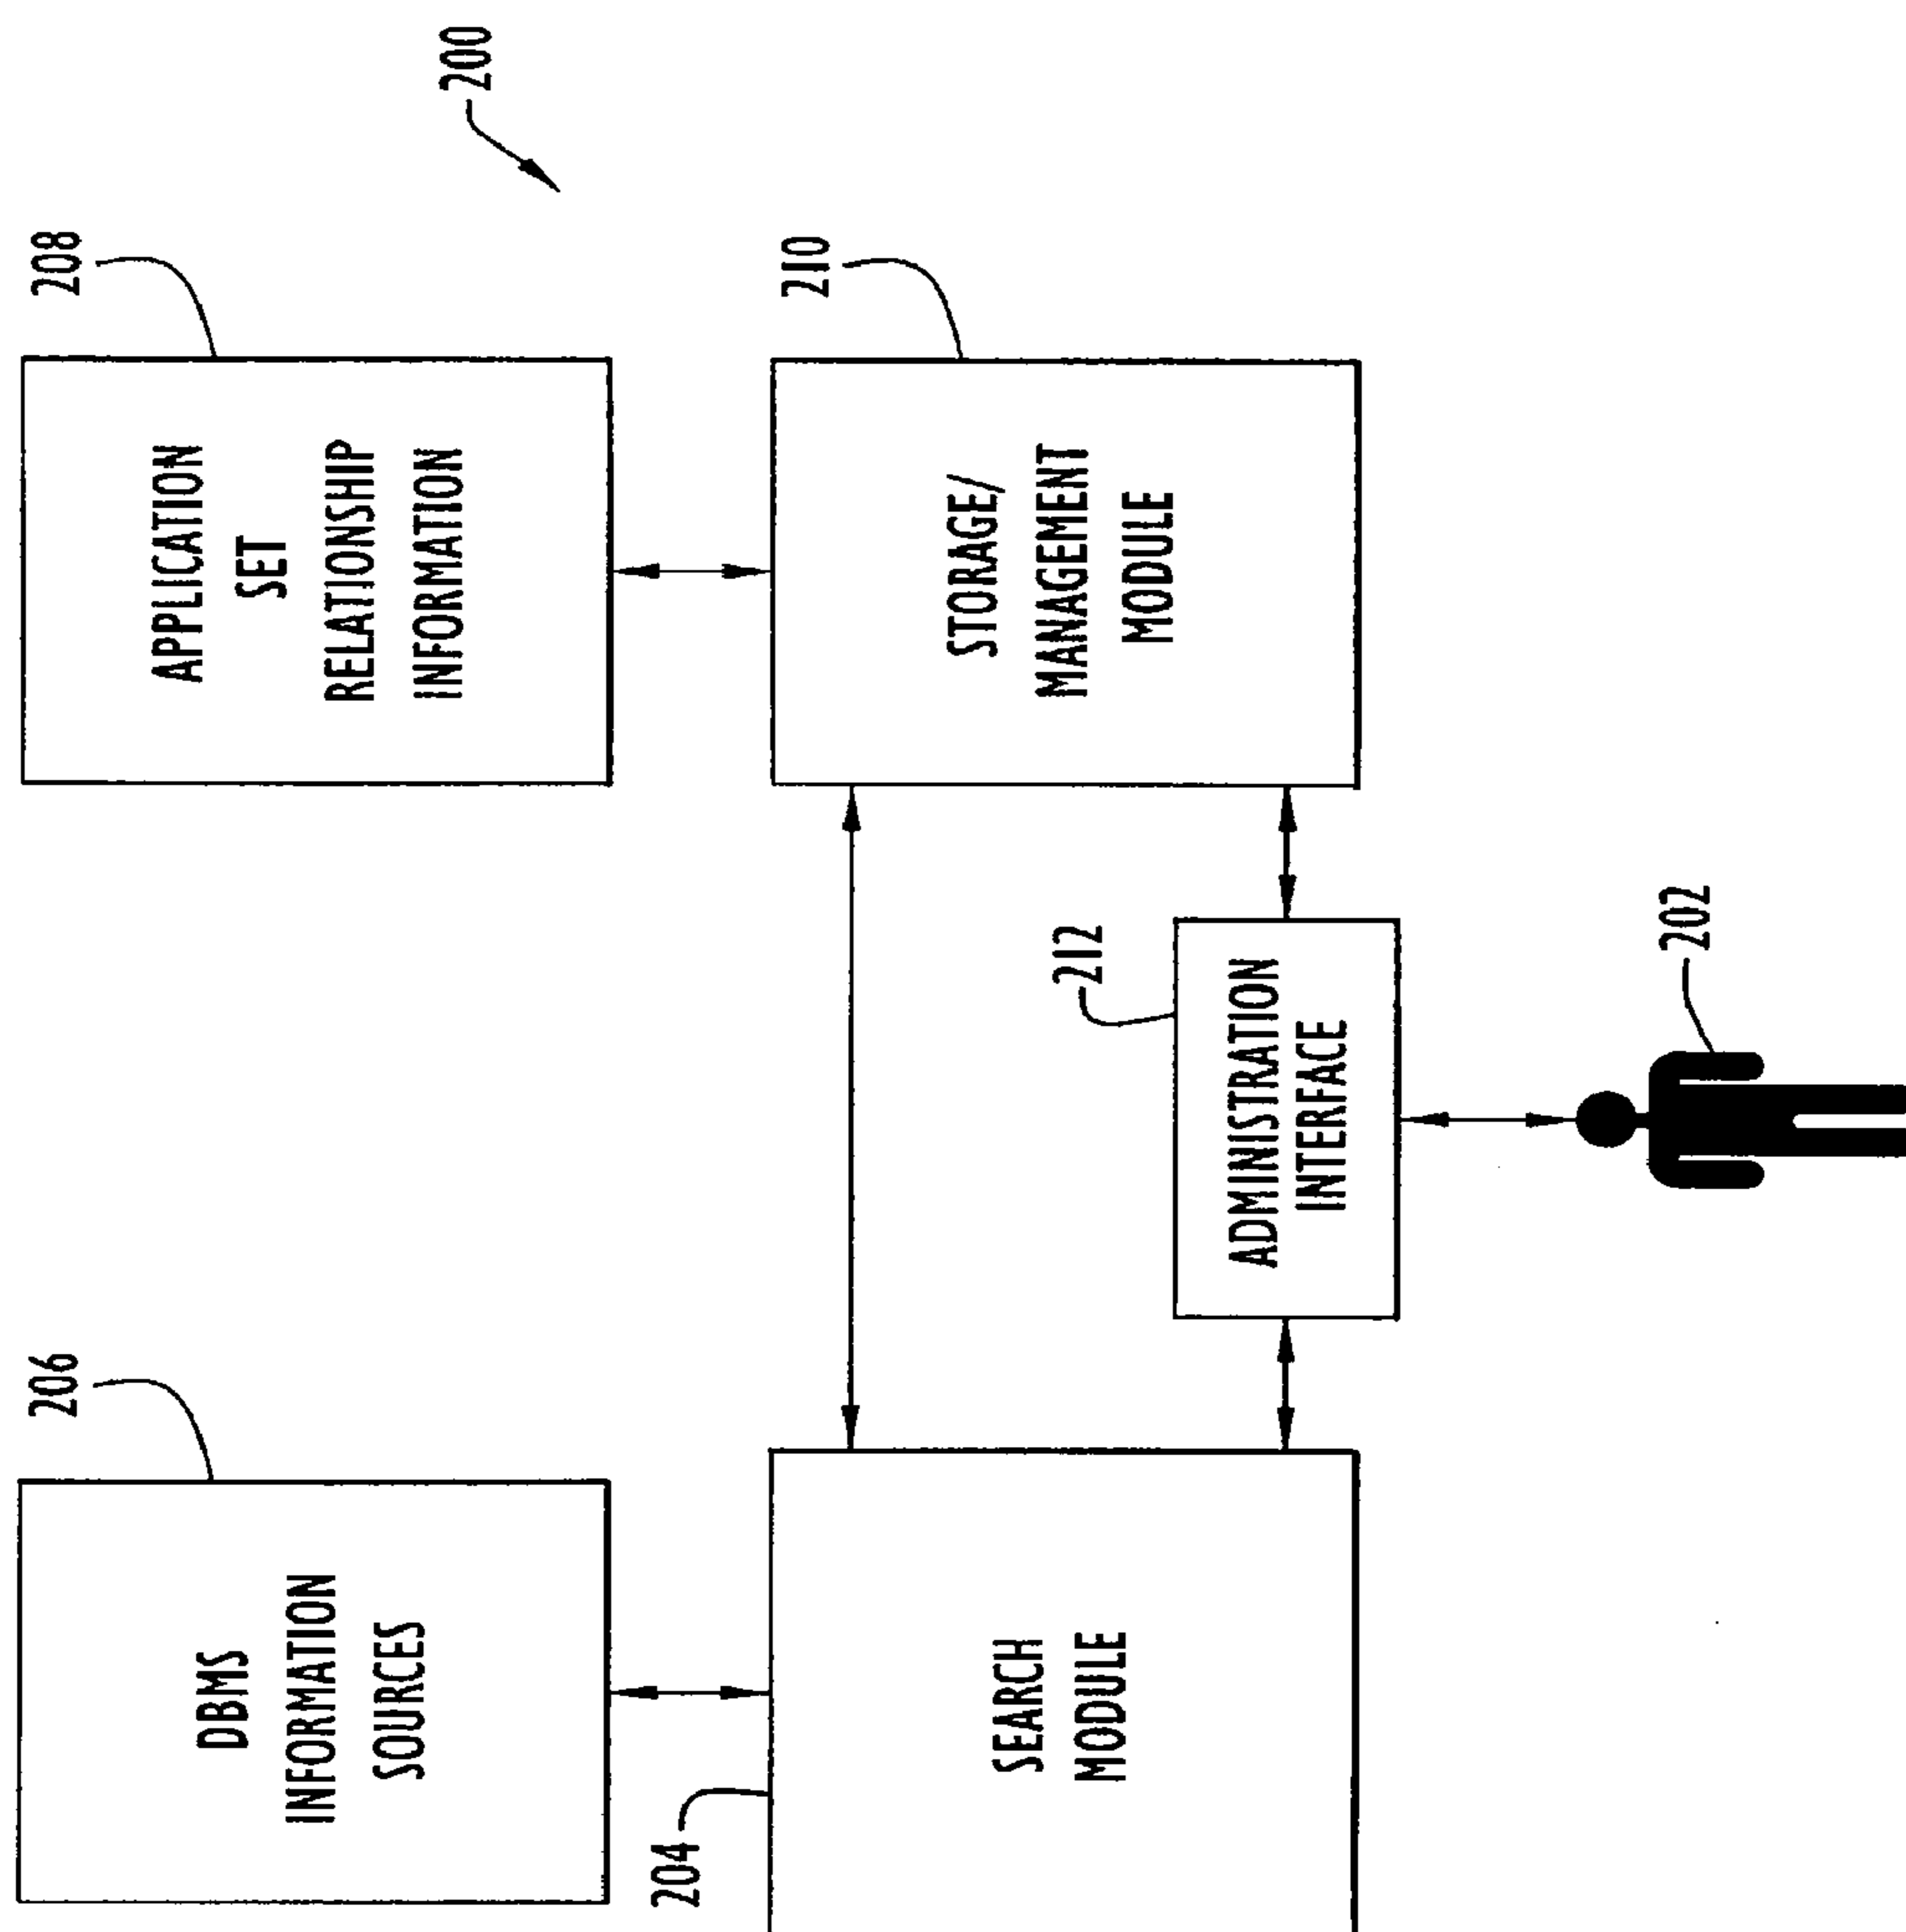 206
DBMS
INFORMATION
SOURCES
208
APPLICATION
SET
RELATIONSHIP
INFORMATION
200
204
SEARCH
MODULE
210
STORAGE/
MANAGEMENT
MODULE
212
ADMINISTRATION
INTERFACE
202